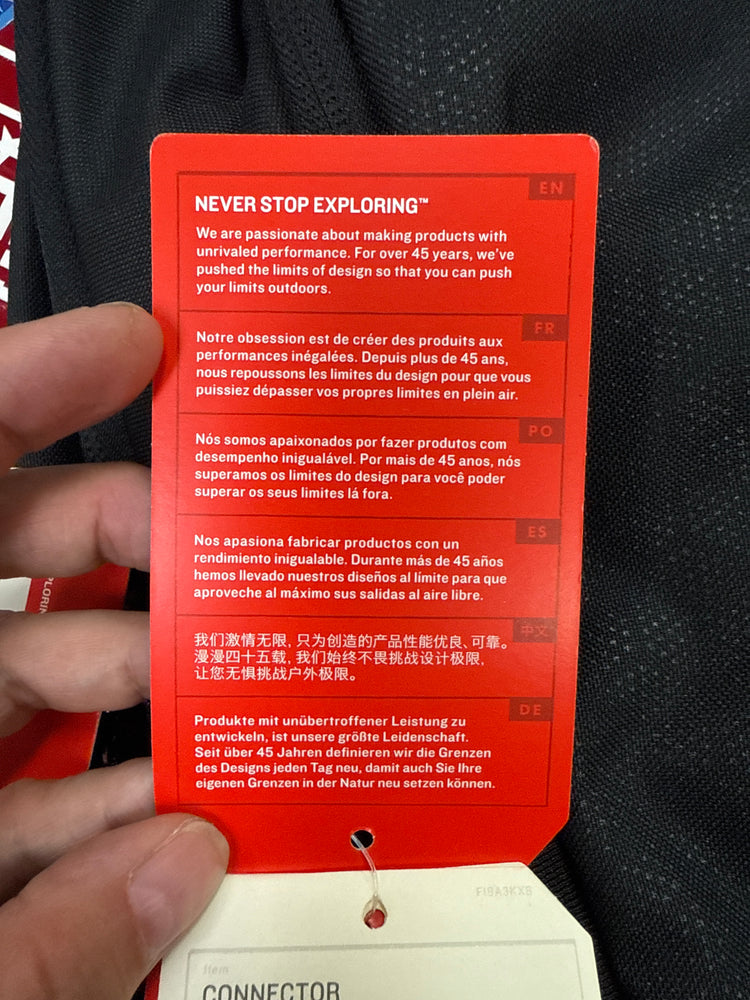 EN
NEVER STOP EXPLORING™
We are passionate about making products with
unrivaled performance. For over 45 years, we've
pushed the limits of design so that you can push
your limits outdoors.
FR
Notre obsession est de créer des produits aux
performances inégalées. Depuis plus de 45 ans,
nous repoussons les limites du design pour que vous
puissiez dépasser vos propres limites en plein air.
PO
Nós somos apaixonados por fazer produtos com
desempenho inigualável. Por mais de 45 anos, nós
superamos os limites do design para você poder
superar os seus limites lá fora.
ES
Nos apasiona fabricar productos con un
rendimiento inigualable. Durante más de 45 años
hemos llevado nuestros diseños al límite para que
aproveche al máximo sus salidas al aire libre.
中文
我们激情无限，只为创造的产品性能优良、可靠。
漫漫四十五载，我们始终不畏挑战设计极限，
让您无惧挑战户外极限。
DE
Produkte mit unübertroffener Leistung zu
entwickeln, ist unsere größte Leidenschaft.
Seit über 45 Jahren definieren wir die Grenzen
des Designs jeden Tag neu, damit auch Sie Ihre
eigenen Grenzen in der Natur neu setzen können.
Item
CONNECTOR